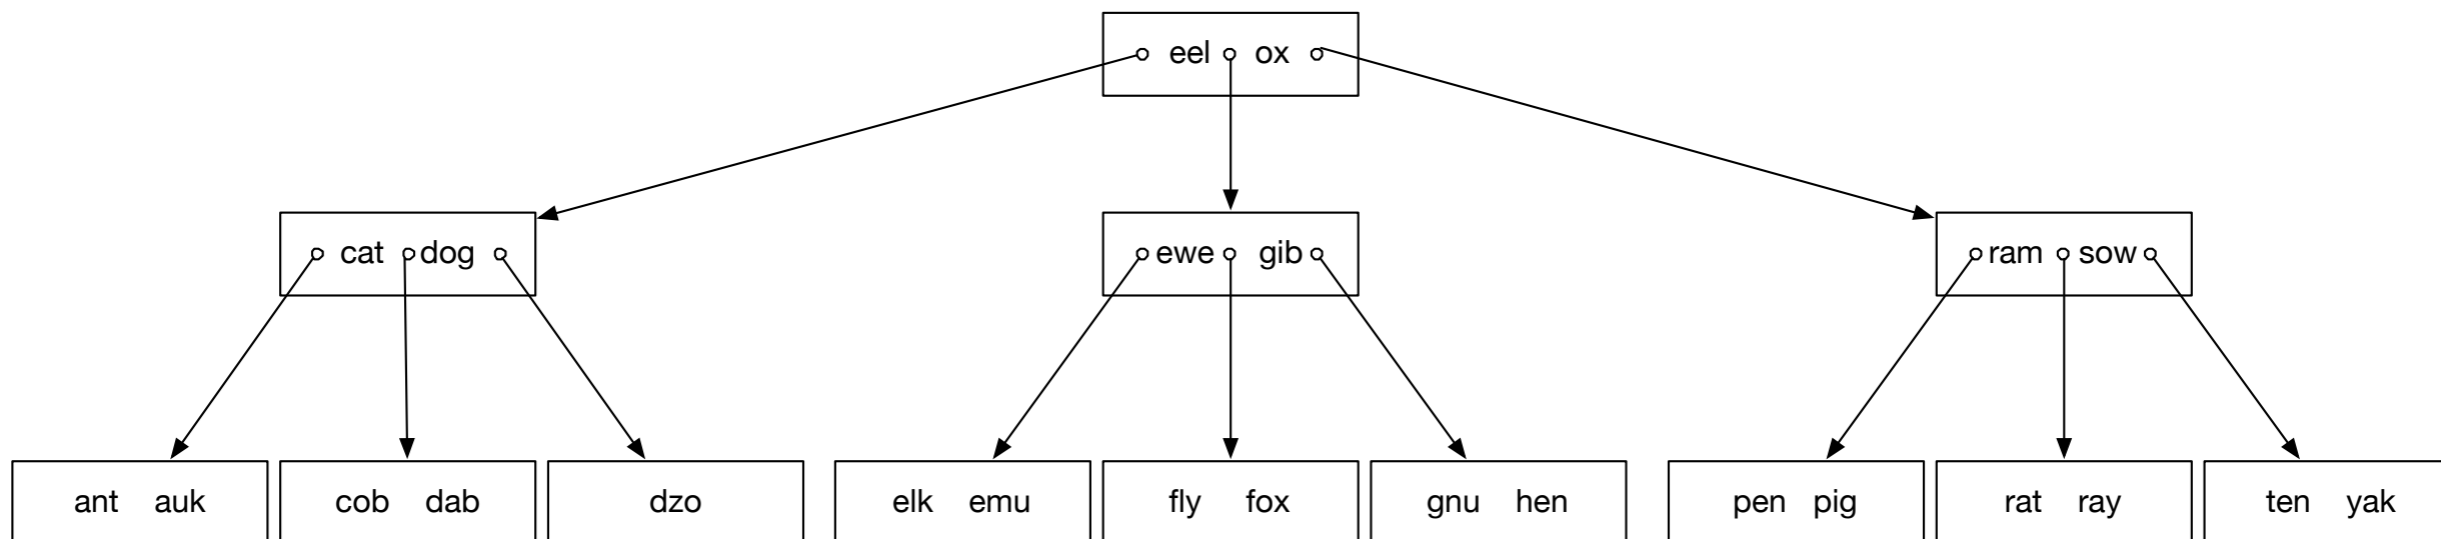 eel ox
cat dog ewe gib ram sow
ant auk cob dab dzo elk emu fly fox gnu hen pen pig rat ray ten yak